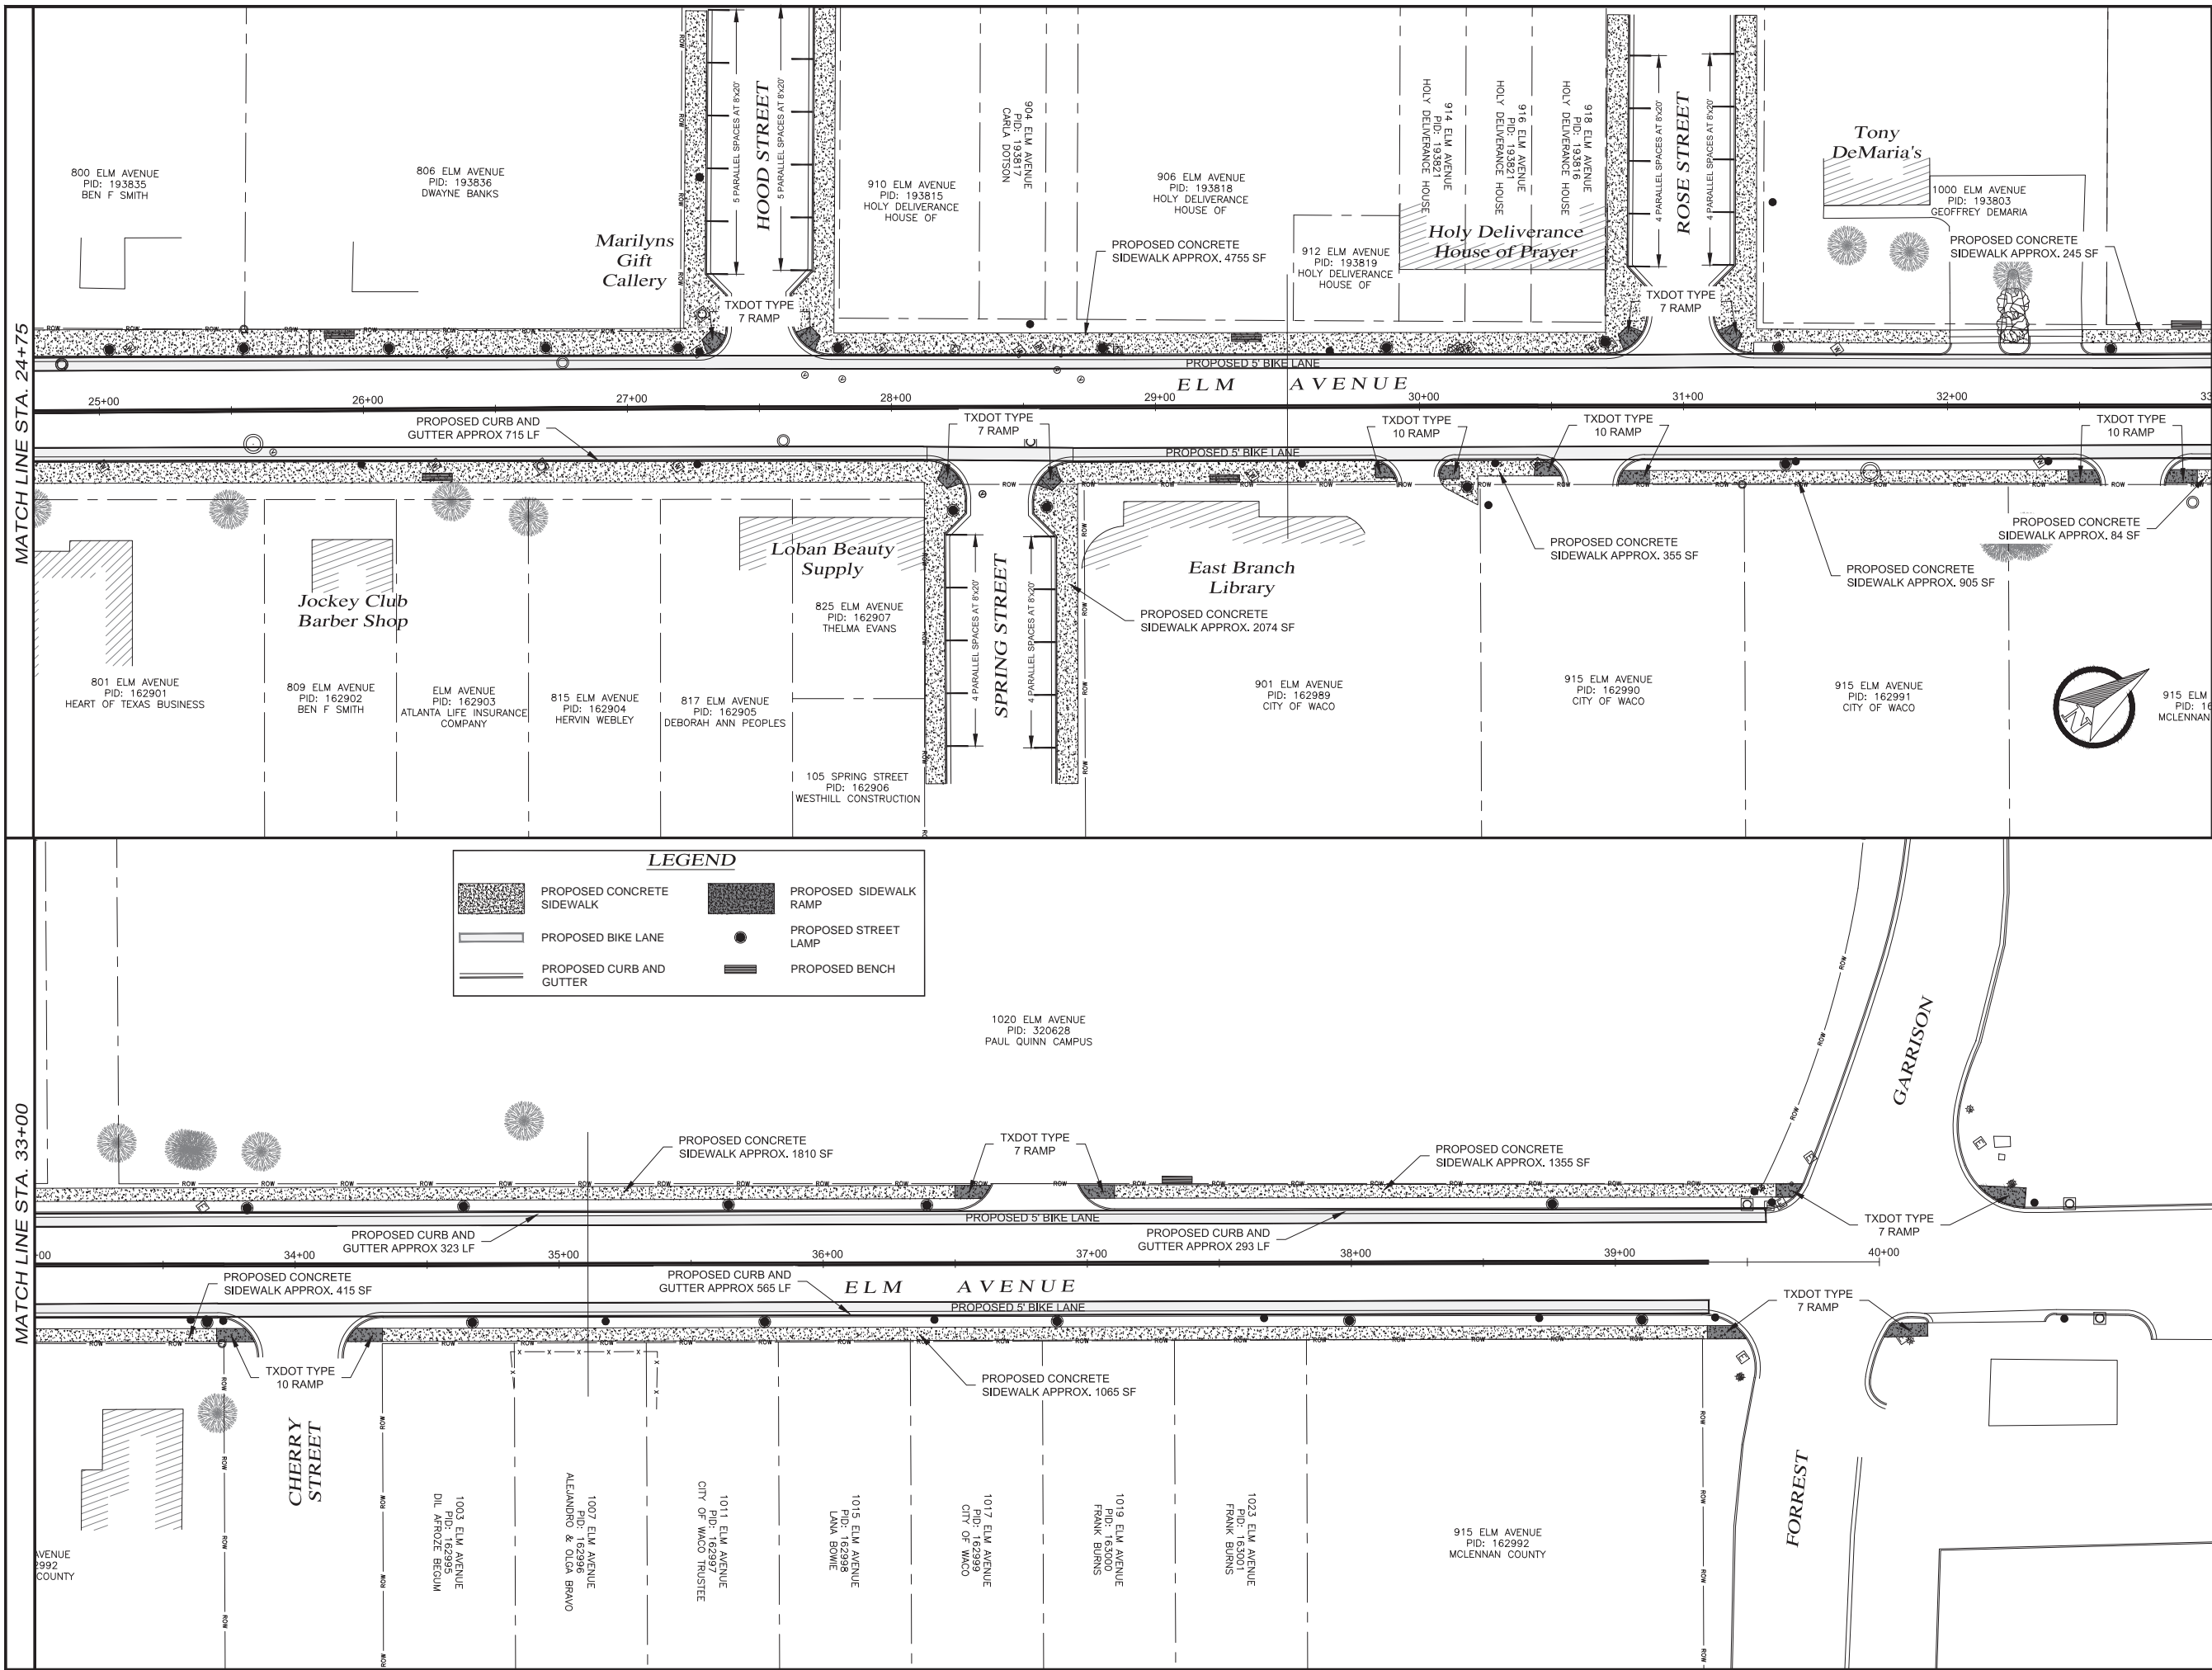 MATCH LINE STA. 24+75
800 ELM AVENUE
PID: 193835
BEN F SMITH
806 ELM AVENUE
PID: 193836
DWAYNE BANKS
Marilyns
Gift
Callery
5 PARALLEL SPACES AT 8'x20'
HOOD STREET
5 PARALLEL SPACES AT 8'x20'
TXDOT TYPE
7 RAMP
910 ELM AVENUE
PID: 193815
HOLY DELIVERANCE
HOUSE OF
904 ELM AVENUE
PID: 193817
CARLA DOTSON
906 ELM AVENUE
PID: 193818
HOLY DELIVERANCE
HOUSE OF
PROPOSED CONCRETE
SIDEWALK APPROX. 4755 SF
912 ELM AVENUE
PID: 193819
HOLY DELIVERANCE
HOUSE OF
914 ELM AVENUE
PID: 193821
HOLY DELIVERANCE HOUSE
916 ELM AVENUE
PID: 193821
HOLY DELIVERANCE HOUSE
918 ELM AVENUE
PID: 193816
HOLY DELIVERANCE HOUSE
Holy Deliverance
House of Prayer
4 PARALLEL SPACES AT 8'x20'
ROSE STREET
4 PARALLEL SPACES AT 8'x20'
TXDOT TYPE
7 RAMP
Tony
DeMaria's
1000 ELM AVENUE
PID: 193803
GEOFFREY DEMARIA
PROPOSED CONCRETE
SIDEWALK APPROX. 245 SF
ROW ROW ROW ROW
ROW
ROW
ROW
ROW
PROPOSED 5' BIKE LANE
ELM AVENUE
25+00 26+00 27+00 28+00 29+00 30+00 31+00 32+00 33
PROPOSED CURB AND
GUTTER APPROX 715 LF
TXDOT TYPE
7 RAMP
TXDOT TYPE
10 RAMP
TXDOT TYPE
10 RAMP
TXDOT TYPE
10 RAMP
PROPOSED 5' BIKE LANE
PROPOSED CONCRETE
SIDEWALK APPROX. 355 SF
PROPOSED CONCRETE
SIDEWALK APPROX. 905 SF
PROPOSED CONCRETE
SIDEWALK APPROX. 84 SF
Jockey Club
Barber Shop
Loban Beauty
Supply
East Branch
Library
801 ELM AVENUE
PID: 162901
HEART OF TEXAS BUSINESS
809 ELM AVENUE
PID: 162902
BEN F SMITH
ELM AVENUE
PID: 162903
ATLANTA LIFE INSURANCE
COMPANY
815 ELM AVENUE
PID: 162904
HERVIN WEBLEY
817 ELM AVENUE
PID: 162905
DEBORAH ANN PEOPLES
825 ELM AVENUE
PID: 162907
THELMA EVANS
105 SPRING STREET
PID: 162906
WESTHILL CONSTRUCTION
4 PARALLEL SPACES AT 8'x20'
SPRING STREET
4 PARALLEL SPACES AT 8'x20'
PROPOSED CONCRETE
SIDEWALK APPROX. 2074 SF
901 ELM AVENUE
PID: 162989
CITY OF WACO
915 ELM AVENUE
PID: 162990
CITY OF WACO
915 ELM AVENUE
PID: 162991
CITY OF WACO
N
915 ELM
PID: 16
MCLENNAN
MATCH LINE STA. 33+00
LEGEND
PROPOSED CONCRETE
SIDEWALK
PROPOSED SIDEWALK
RAMP
PROPOSED BIKE LANE
PROPOSED STREET
LAMP
PROPOSED CURB AND
GUTTER
PROPOSED BENCH
1020 ELM AVENUE
PID: 320628
PAUL QUINN CAMPUS
GARRISON
PROPOSED CONCRETE
SIDEWALK APPROX. 1810 SF
TXDOT TYPE
7 RAMP
PROPOSED CONCRETE
SIDEWALK APPROX. 1355 SF
TXDOT TYPE
7 RAMP
PROPOSED 5' BIKE LANE
PROPOSED CURB AND
GUTTER APPROX 323 LF
PROPOSED CURB AND
GUTTER APPROX 293 LF
+00 34+00 35+00 36+00 37+00 38+00 39+00 40+00
PROPOSED CONCRETE
SIDEWALK APPROX. 415 SF
PROPOSED CURB AND
GUTTER APPROX 565 LF
ELM AVENUE
PROPOSED 5' BIKE LANE
TXDOT TYPE
7 RAMP
TXDOT TYPE
10 RAMP
PROPOSED CONCRETE
SIDEWALK APPROX. 1065 SF
CHERRY
STREET
AVENUE
2992
COUNTY
1003 ELM AVENUE
PID: 162995
DIL AFROZE BEGUM
1007 ELM AVENUE
PID: 162996
ALEJANDRO & OLGA BRAVO
1011 ELM AVENUE
PID: 162997
CITY OF WACO TRUSTEE
1015 ELM AVENUE
PID: 162998
LANA BOWIE
1017 ELM AVENUE
PID: 162999
CITY OF WACO
1019 ELM AVENUE
PID: 163000
FRANK BURNS
1023 ELM AVENUE
PID: 163001
FRANK BURNS
915 ELM AVENUE
PID: 162992
MCLENNAN COUNTY
FORREST